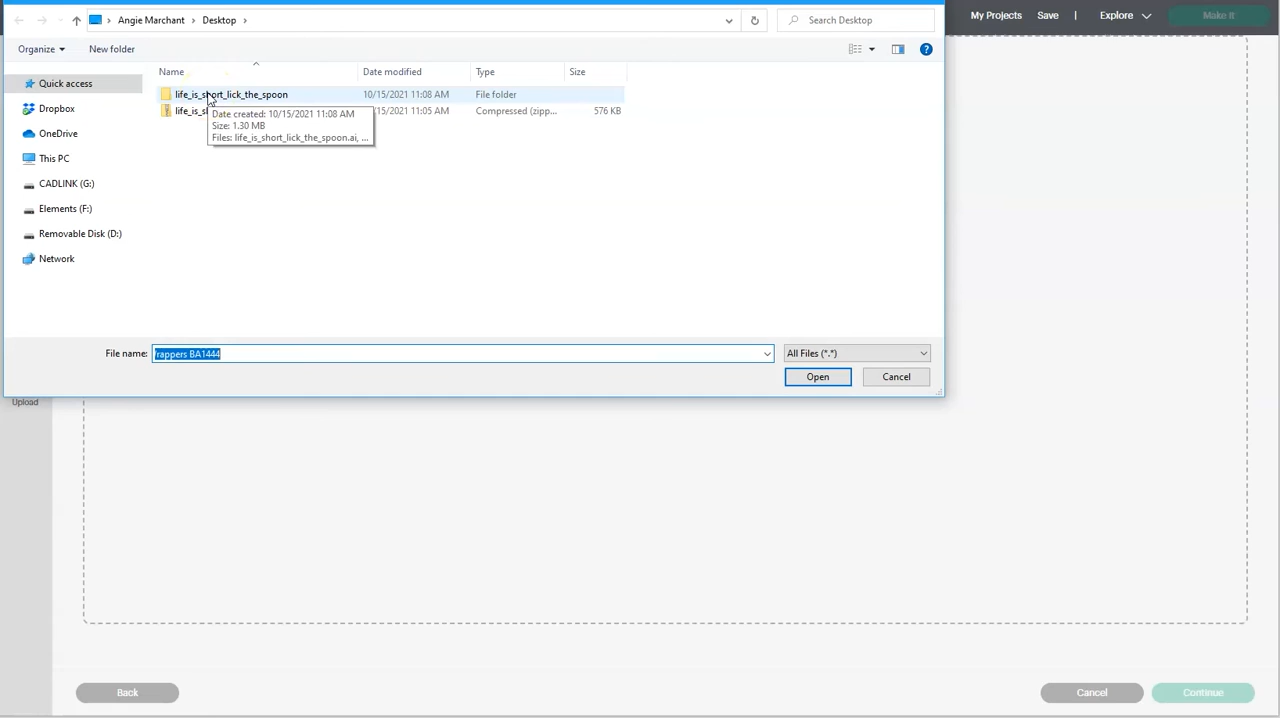 Angie Marchant > Desktop >
Search Desktop
My Projects Save | Explore Make It
Organize New folder
Name Date modified Type Size
Quick access
life_is_short_lick_the_spoon 10/15/2021 11:08 AM File folder
Dropbox
life_is_s /15/2021 11:05 AM Compressed (zipp... 576 KB
Date created: 10/15/2021 11:08 AM
Size: 1.30 MB
Files: life_is_short_lick_the_spoon.ai, ...
OneDrive
This PC
CADLINK (G:)
Elements (F:)
Removable Disk (D:)
Network
File name: rappers BA1444 All Files (*.*)
Open Cancel
Upload
Back Cancel Continue